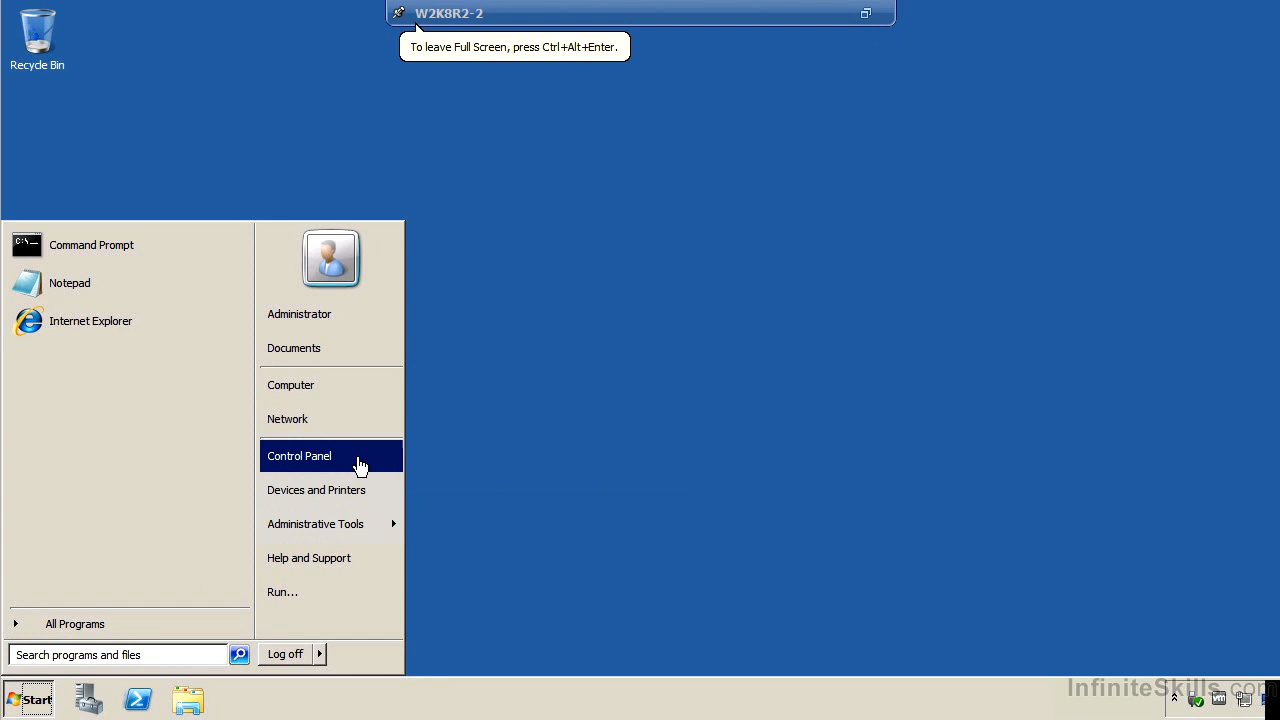 W2K8R2-2
To leave Full Screen, press Ctrl+Alt+Enter.
Recycle Bin
Command Prompt
Notepad
Internet Explorer
Administrator
Documents
Computer
Network
Control Panel
Devices and Printers
Administrative Tools
Help and Support
Run...
All Programs
Search programs and files
Log off
Start
InfiniteSkills.com